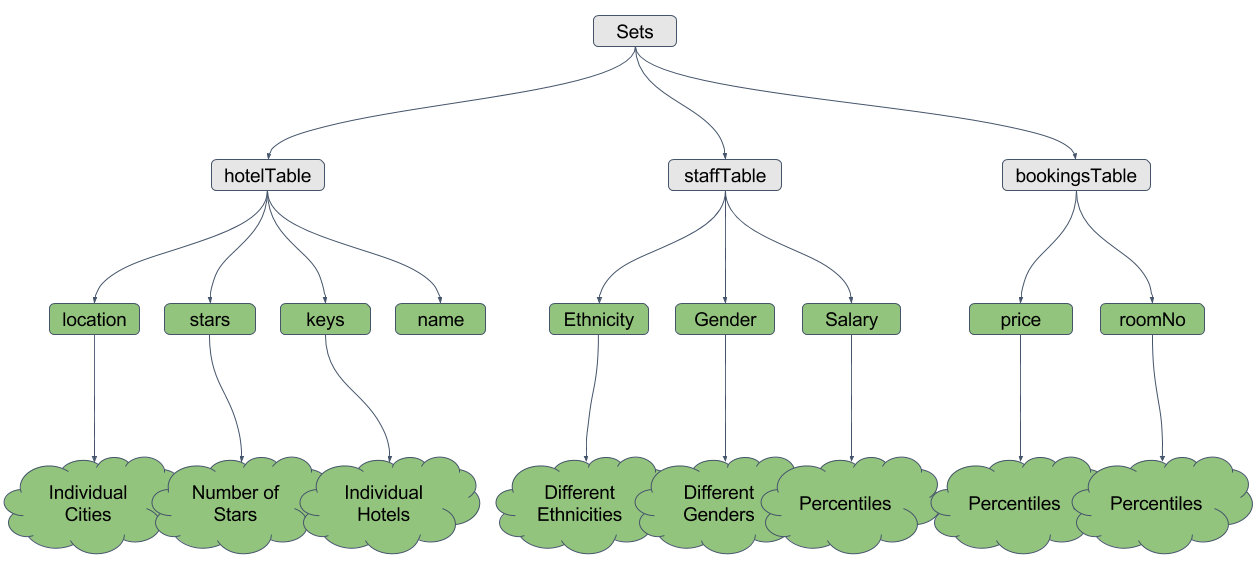 Sets
hotelTable
staffTable
bookingsTable
location
stars
keys
name
Ethnicity
Gender
Salary
price
roomNo
Individual
Cities
Number of
Stars
Individual
Hotels
Different
Ethnicities
Different
Genders
Percentiles
Percentiles
Percentiles